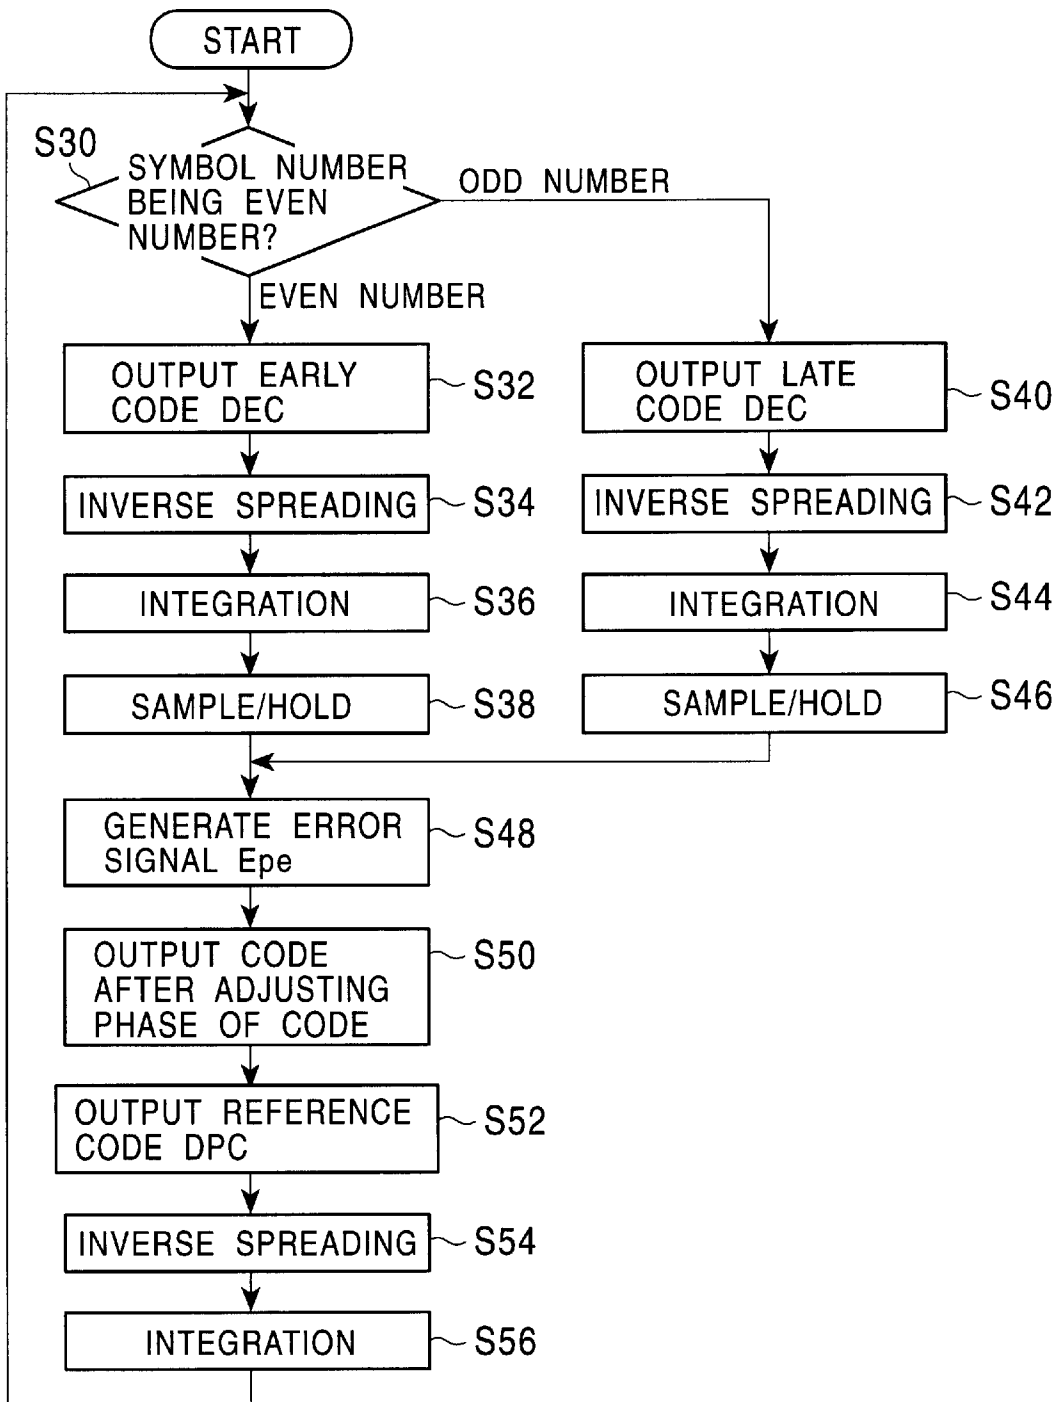 START
S30
SYMBOL NUMBER
BEING EVEN
NUMBER?
ODD NUMBER
EVEN NUMBER
OUTPUT EARLY
CODE DEC
S32
OUTPUT LATE
CODE DEC
S40
INVERSE SPREADING
S34
INVERSE SPREADING
S42
INTEGRATION
S36
INTEGRATION
S44
SAMPLE/HOLD
S38
SAMPLE/HOLD
S46
GENERATE ERROR
SIGNAL Epe
S48
OUTPUT CODE
AFTER ADJUSTING
PHASE OF CODE
S50
OUTPUT REFERENCE
CODE DPC
S52
INVERSE SPREADING
S54
INTEGRATION
S56